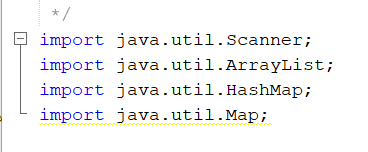 */
import java.util.Scanner;
import java.util.ArrayList;
import java.util.HashMap;
import java.util.Map;